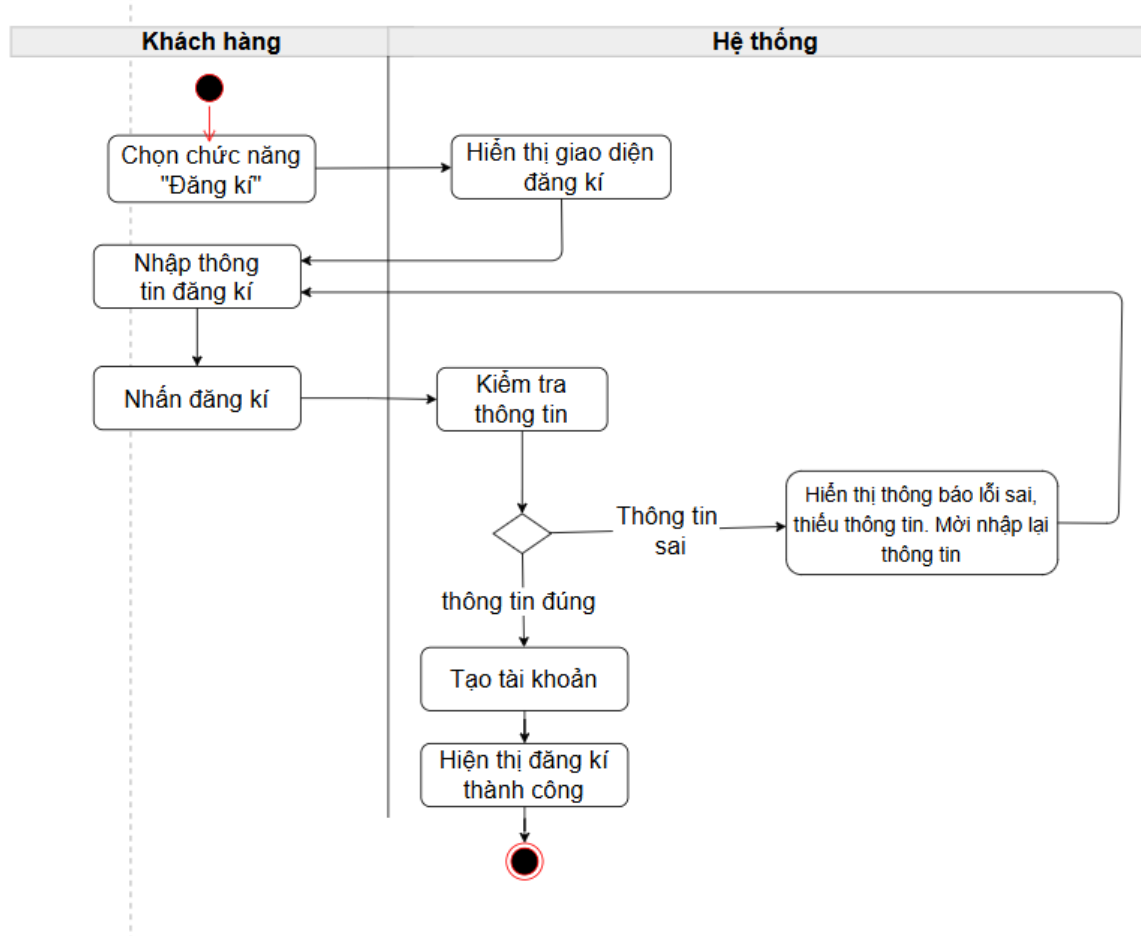 Khách hàng
Hệ thống
Chọn chức năng
"Đăng kí"
Hiển thị giao diện
đăng kí
Nhập thông
tin đăng kí
Nhấn đăng kí
Kiểm tra
thông tin
Thông tin
sai
Hiển thị thông báo lỗi sai,
thiếu thông tin. Mời nhập lại
thông tin
thông tin đúng
Tạo tài khoản
Hiện thị đăng kí
thành công